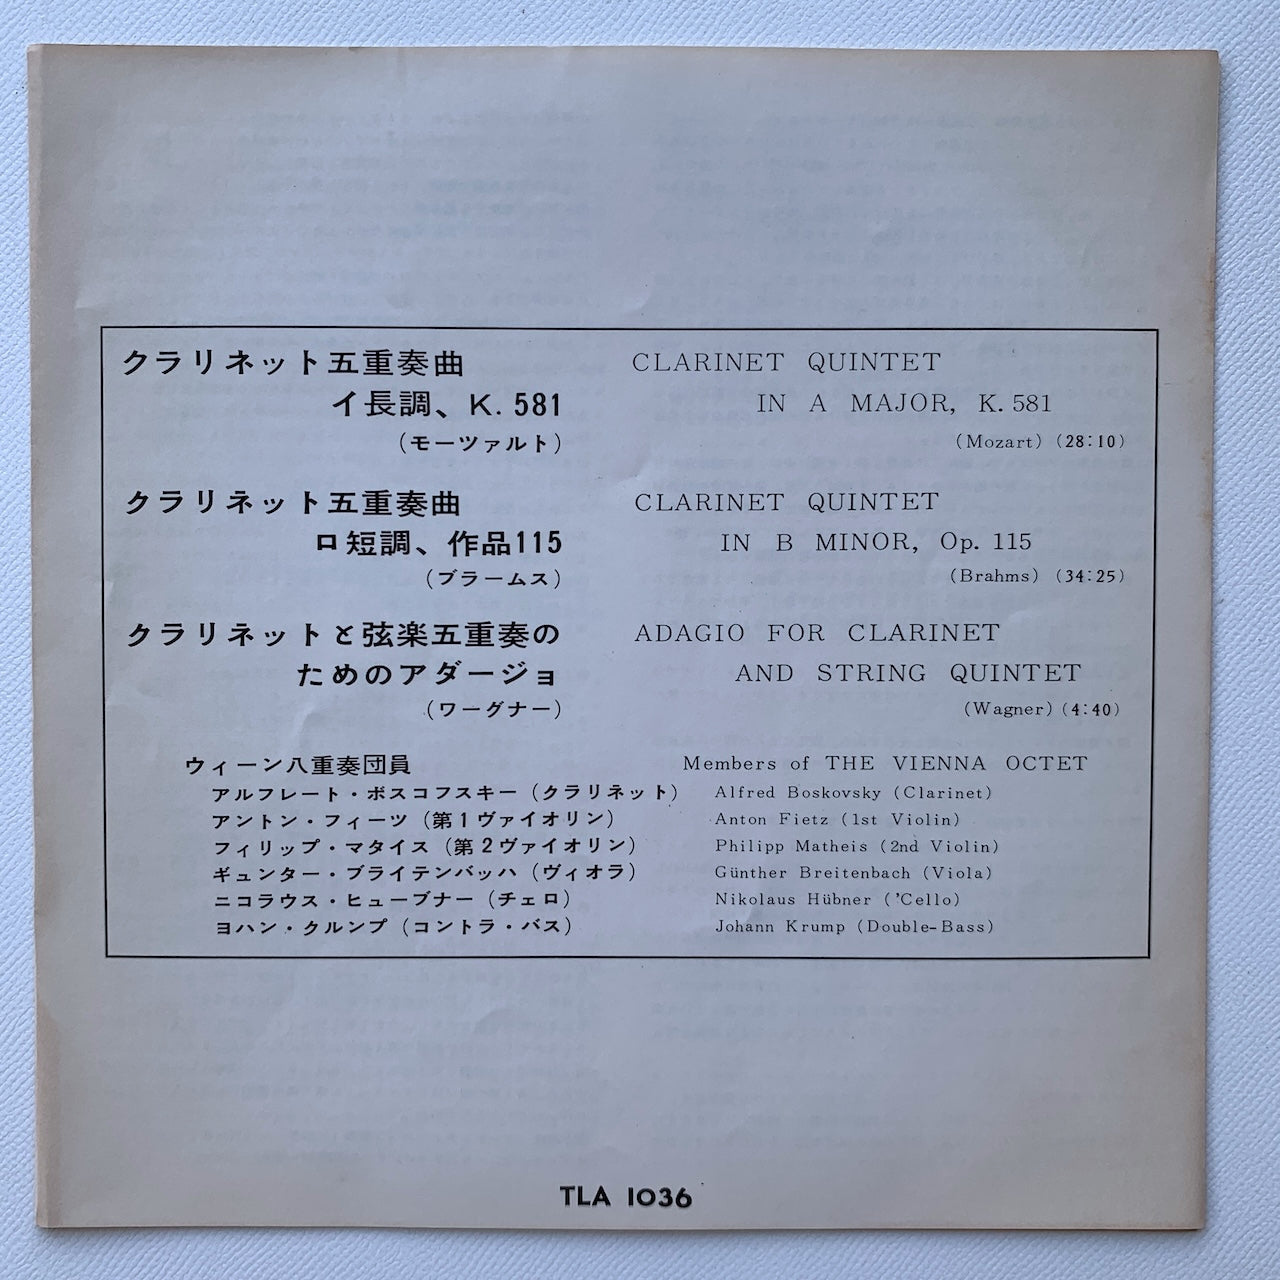 クラリネット五重奏曲
イ長調、K. 581
(モーツァルト)
クラリネット五重奏曲
ロ短調、作品115
(ブラームス)
クラリネットと弦楽五重奏の
ためのアダージョ
(ワーグナー)
ウィーン八重奏団員
アルフレート・ボスコフスキー (クラリネット)
アントン・フィーツ (第1ヴァイオリン)
フィリップ・マタイス (第2ヴァイオリン)
ギュンター・ブライテンバッハ (ヴィオラ)
ニコラウス・ヒューブナー (チェロ)
ヨハン・クルンプ (コントラ・バス)
CLARINET QUINTET
IN A MAJOR, K. 581
(Mozart) (28:10)
CLARINET QUINTET
IN B MINOR, Op. 115
(Brahms) (34:25)
ADAGIO FOR CLARINET
AND STRING QUINTET
(Wagner) (4:40)
Members of THE VIENNA OCTET
Alfred Boskovsky (Clarinet)
Anton Fietz (1st Violin)
Philipp Matheis (2nd Violin)
Günther Breitenbach (Viola)
Nikolaus Hübner ('Cello)
Johann Krump (Double-Bass)
TLA 1036